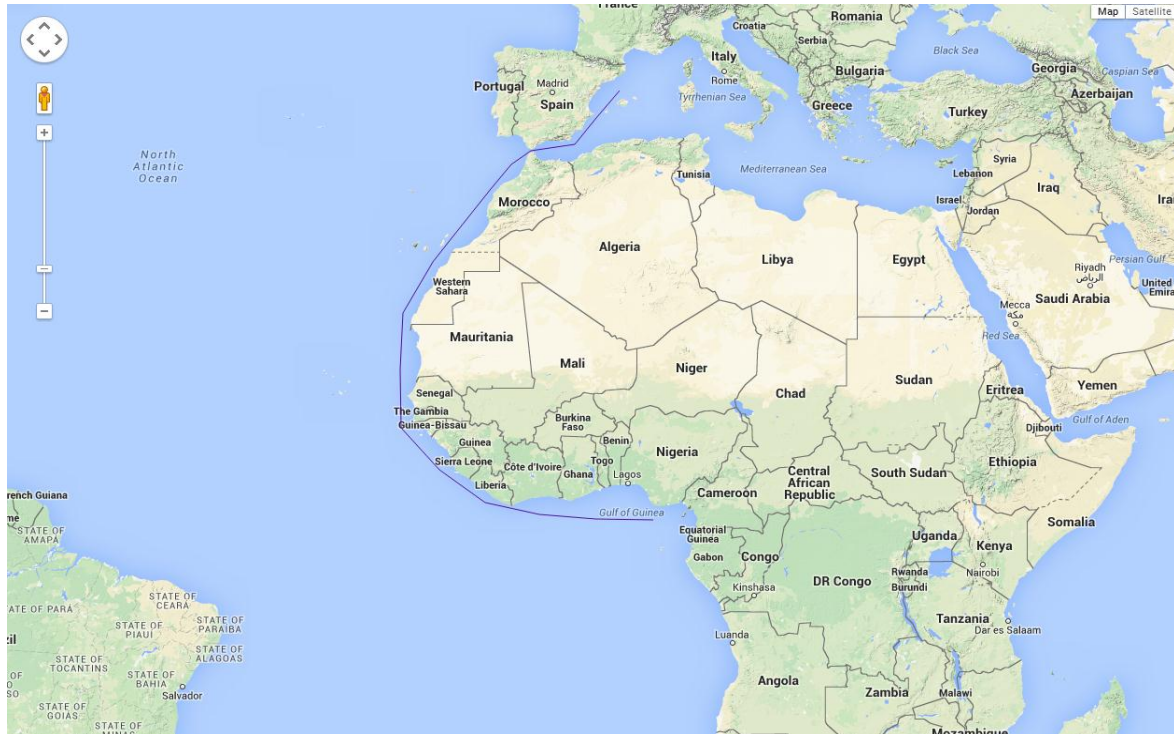 France
Map
Satellite
Romania
Croatia
Serbia
Black Sea
Italy
Georgia
Caspian Sea
Bulgaria
Portugal
Madrid
Rome
Azerbaijan
Spain
Tyrrhenian Sea
Greece
Turkey
North
Atlantic
Ocean
Syria
Mediterranean Sea
Lebanon
Iraq
Tunisia
Israel
Iran
Morocco
Jordan
Algeria
Libya
Egypt
Persian Gulf
Riyadh
الرياض
Western
Sahara
United
Emira
Mecca
مكة
Saudi Arabia
Red Sea
Mauritania
Mali
Niger
Sudan
Yemen
Senegal
Chad
Eritrea
The Gambia
Gulf of Aden
Guinea-Bissau
Burkina
Faso
Djibouti
Guinea
Benin
Nigeria
Sierra Leone
Côte d'Ivoire
Togo
Ethiopia
Ghana
Lagos
Central
African
Republic
South Sudan
Liberia
Cameroon
French Guiana
Gulf of Guinea
Somalia
STATE OF
AMAPÁ
Equatorial
Guinea
Uganda
Kenya
Gabon
Congo
Rwanda
Nairobi
DR Congo
Burundi
Kinshasa
STATE OF
CEARÁ
STATE OF PARÁ
STATE OF
PIAUÍ
STATE OF
PARAÍBA
Tanzania
Dar es Salaam
Luanda
STATE OF
ALAGOAS
STATE OF
TOCANTINS
STATE OF
BAHIA
Salvador
Angola
Zambia
Malawi
STATE OF
GOIÁS
STATE OF
MINAS
Mozambique